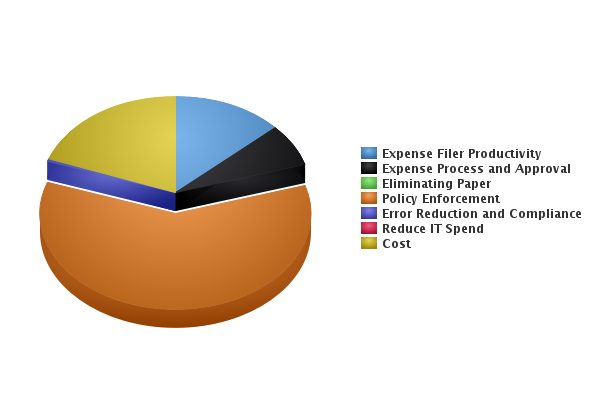 Expense Filer Productivity
Expense Process and Approval
Eliminating Paper
Policy Enforcement
Error Reduction and Compliance
Reduce IT Spend
Cost